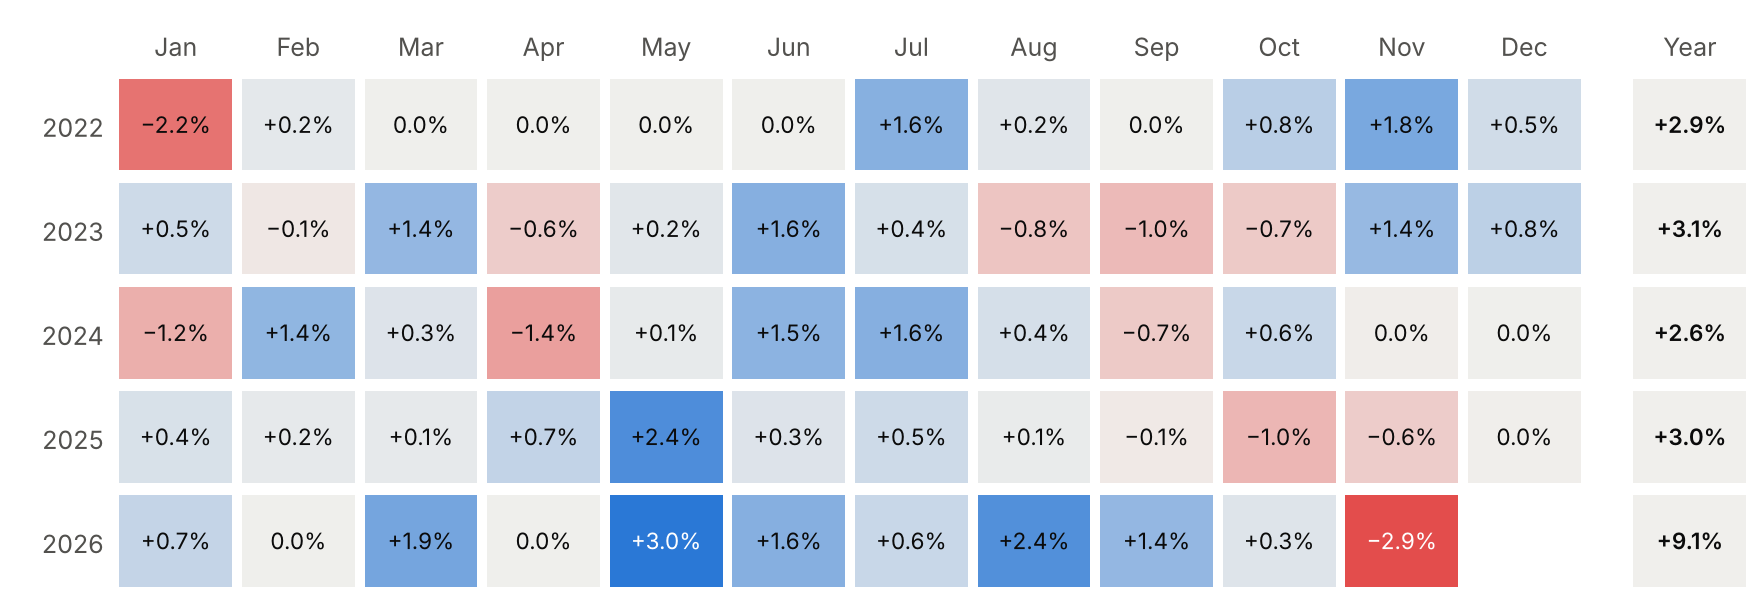 Jan Feb Mar Apr May Jun Jul Aug Sep Oct Nov Dec Year
2022 −2.2% +0.2% 0.0% 0.0% 0.0% 0.0% +1.6% +0.2% 0.0% +0.8% +1.8% +0.5% +2.9%
2023 +0.5% −0.1% +1.4% −0.6% +0.2% +1.6% +0.4% −0.8% −1.0% −0.7% +1.4% +0.8% +3.1%
2024 −1.2% +1.4% +0.3% −1.4% +0.1% +1.5% +1.6% +0.4% −0.7% +0.6% 0.0% 0.0% +2.6%
2025 +0.4% +0.2% +0.1% +0.7% +2.4% +0.3% +0.5% +0.1% −0.1% −1.0% −0.6% 0.0% +3.0%
2026 +0.7% 0.0% +1.9% 0.0% +3.0% +1.6% +0.6% +2.4% +1.4% +0.3% −2.9% +9.1%